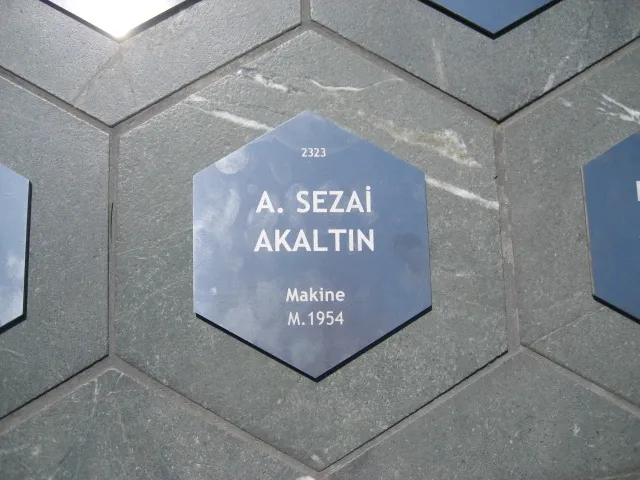 2323
A. SEZAİ
AKALTIN
Makine
M.1954